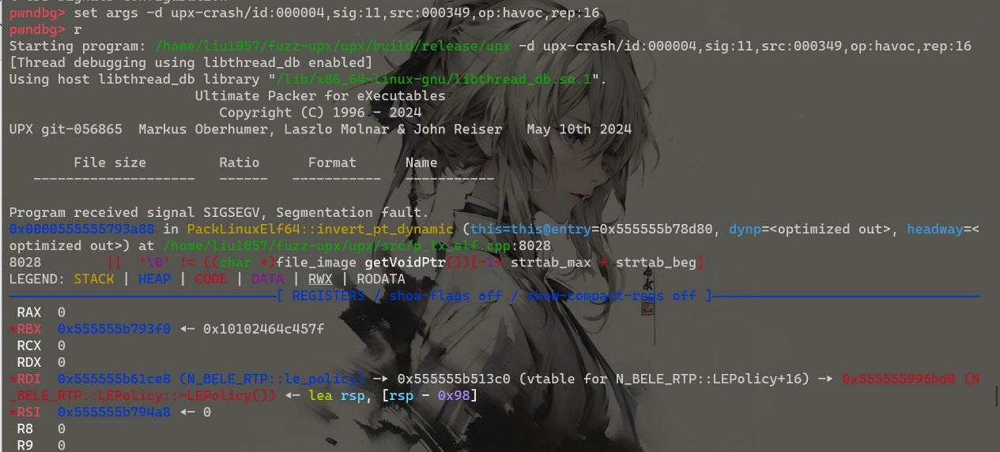 pwndbg> set args -d upx-crash/id:000004,sig:11,src:000349,op:havoc,rep:16
pwndbg> r
Starting program: /home/liu1057/fuzz-upx/upx/build/release/upx -d upx-crash/id:000004,sig:11,src:000349,op:havoc,rep:16
[Thread debugging using libthread_db enabled]
Using host libthread_db library "/lib/x86_64-linux-gnu/libthread_db.so.1".
Ultimate Packer for eXecutables
Copyright (C) 1996 - 2024
UPX git-056865  Markus Oberhumer, Laszlo Molnar & John Reiser   May 10th 2024
File size         Ratio      Format      Name
--------------------   ------   -----------   -----------
Program received signal SIGSEGV, Segmentation fault.
0x0000555555793a88 in PackLinuxElf64::invert_pt_dynamic (this=this@entry=0x555555b78d80, dynp=<optimized out>, headway=<
optimized out>) at /home/liu1057/fuzz-upx/upx/src/p_lx_elf.cpp:8028
8028        ||  '\0' != ((char *)file_image.getVoidPtr())[-1+ strtab_max + strtab_beg]
LEGEND: STACK | HEAP | CODE | DATA | RWX | RODATA
[ REGISTERS / show-flags off / show-compact-regs off ]
RAX  0
*RBX  0x555555b793f0 ◂— 0x10102464c457f
RCX  0
RDX  0
*RDI  0x555555b61ce8 (N_BELE_RTP::le_policy) —▸ 0x555555b513c0 (vtable for N_BELE_RTP::LEPolicy+16) —▸ 0x555555995bd0 (N
_BELE_RTP::LEPolicy::~LEPolicy()) ◂— lea rsp, [rsp - 0x98]
*RSI  0x555555b794a8 ◂— 0
R8   0
R9   0